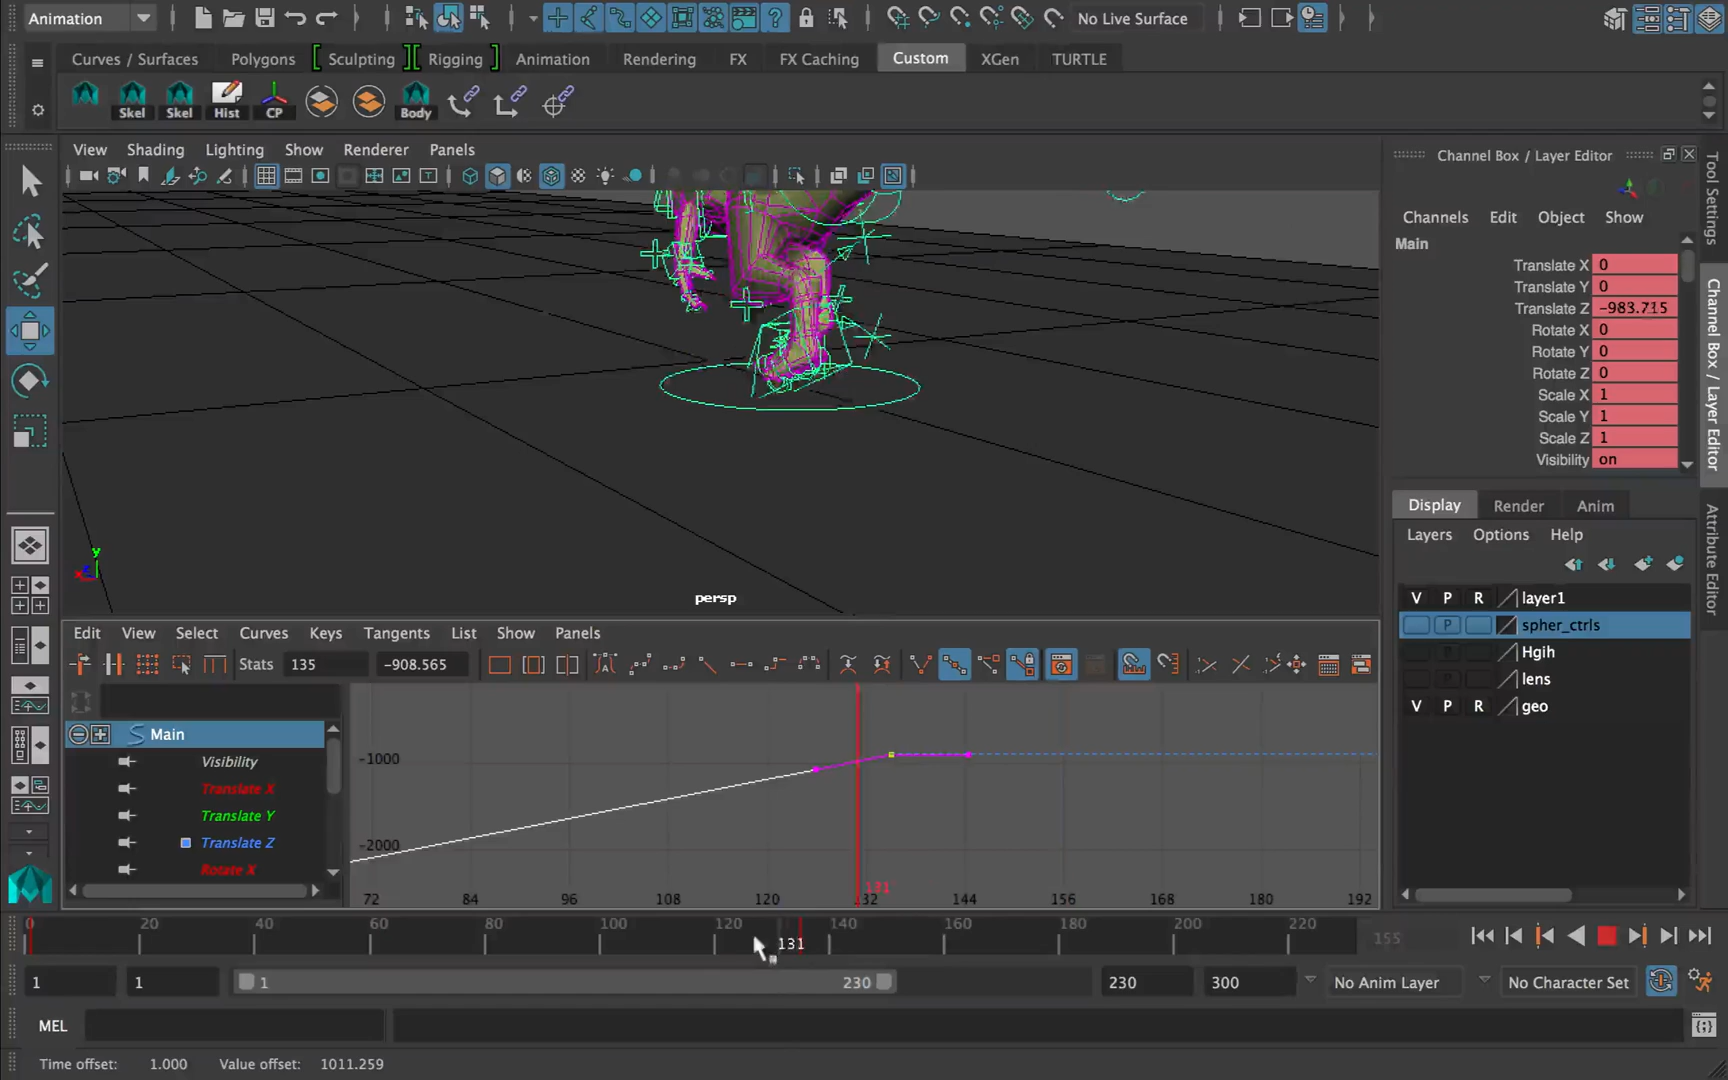 Animation
No Live Surface
Curves / Surfaces Polygons Sculpting Rigging Animation Rendering FX FX Caching Custom XGen TURTLE
Skel Skel Hist CP Body
View Shading Lighting Show Renderer Panels
Channel Box / Layer Editor
Tool Settings
Channels Edit Object Show
Main
Translate X 0
Translate Y 0
Translate Z -983.715
Rotate X 0
Rotate Y 0
Rotate Z 0
Scale X 1
Scale Y 1
Scale Z 1
Visibility on
Channel Box / Layer Editor
Attribute Editor
Display Render Anim
Layers Options Help
V P R layer1
P spher_ctrls
Hgih
lens
V P R geo
y
x
persp
Edit View Select Curves Keys Tangents List Show Panels
Stats 135 -908.565
Main
Visibility
Translate X
Translate Y
Translate Z
Rotate X
-1000
-2000
131
72 84 96 108 120 132 144 156 168 180 192
0 20 40 60 80 100 120 140 160 180 200 220
131
155
1 1 1 230 230 300 No Anim Layer No Character Set
MEL
Time offset: 1.000 Value offset: 1011.259